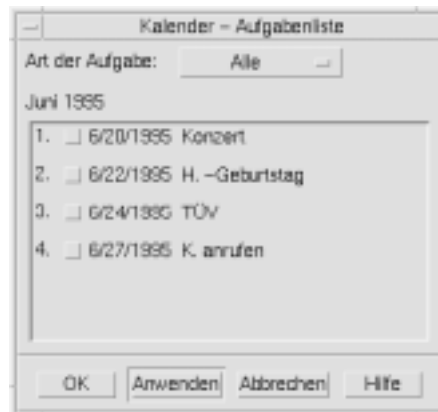 Kalender – Aufgabenliste
Art der Aufgabe: Alle
Juni 1995
1. 6/20/1995 Konzert
2. 6/22/1995 H. –Geburtstag
3. 6/24/1995 TÜV
4. 6/27/1995 K. anrufen
OK Anwenden Abbrechen Hilfe